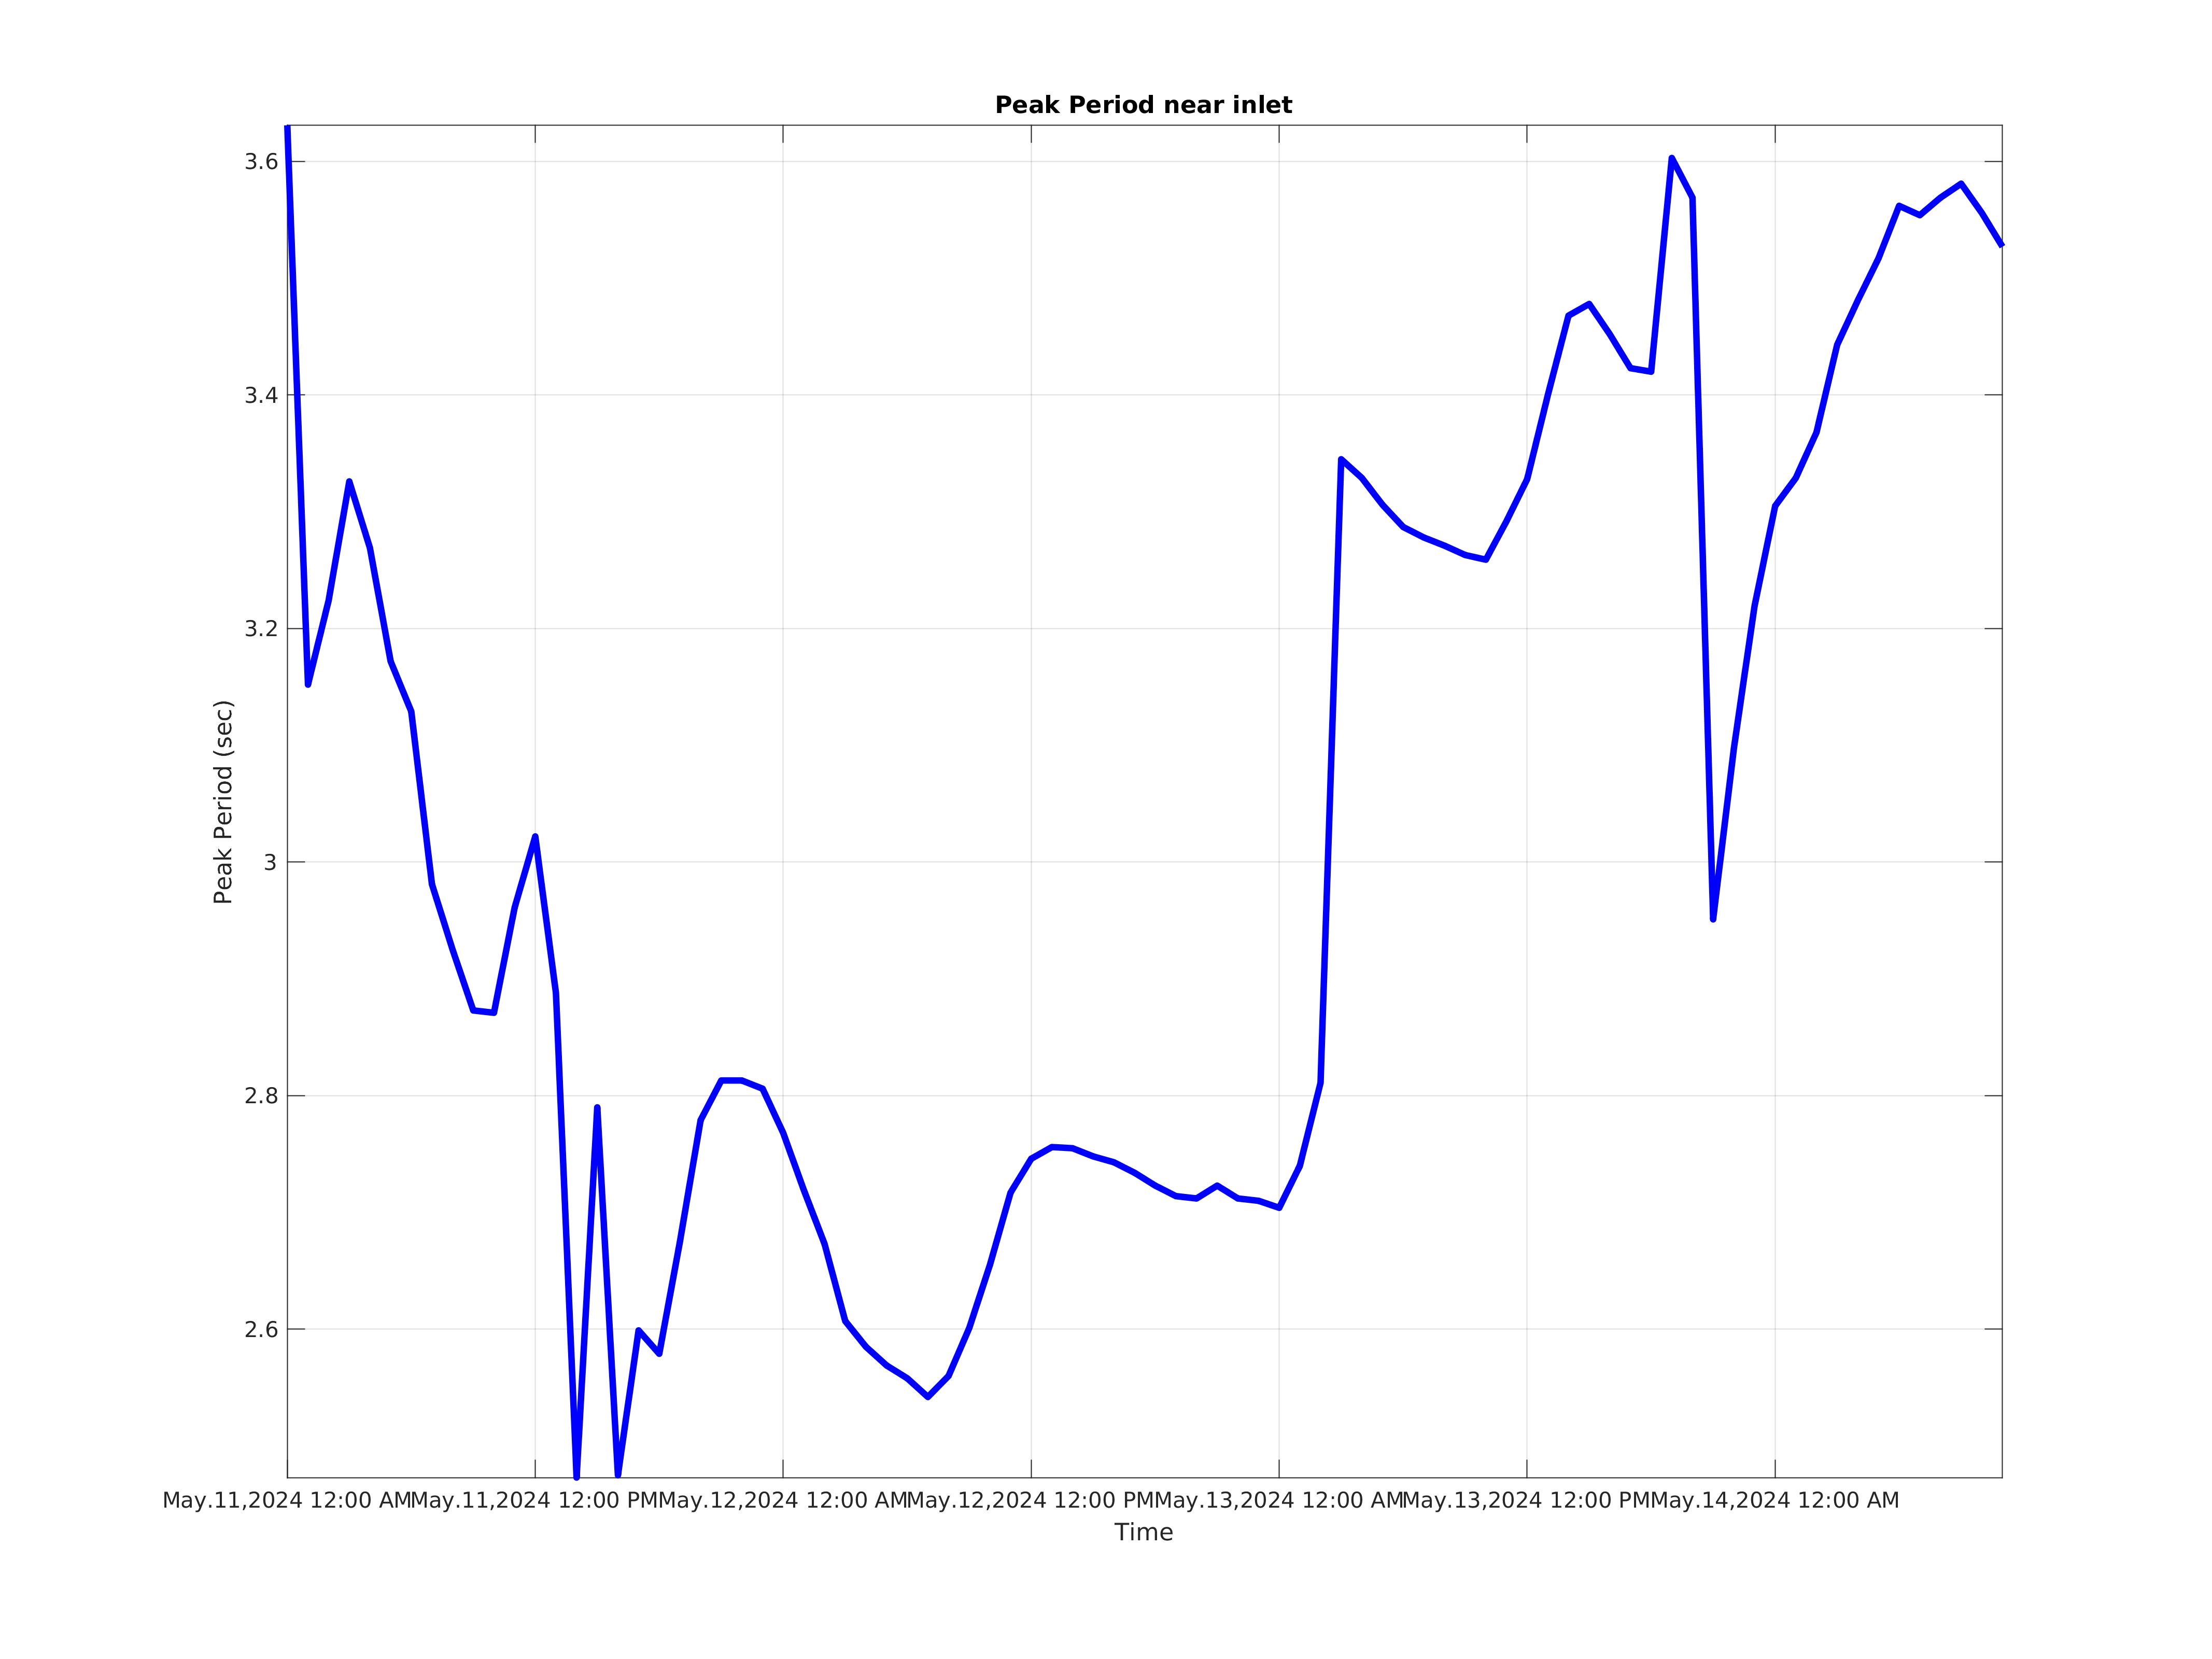 Peak Period near inlet
3.6
3.4
3.2
3
2.8
2.6
Peak Period (sec)
May.11,2024 12:00 AM May.11,2024 12:00 PM May.12,2024 12:00 AM May.12,2024 12:00 PM May.13,2024 12:00 AM May.13,2024 12:00 PM May.14,2024 12:00 AM
Time